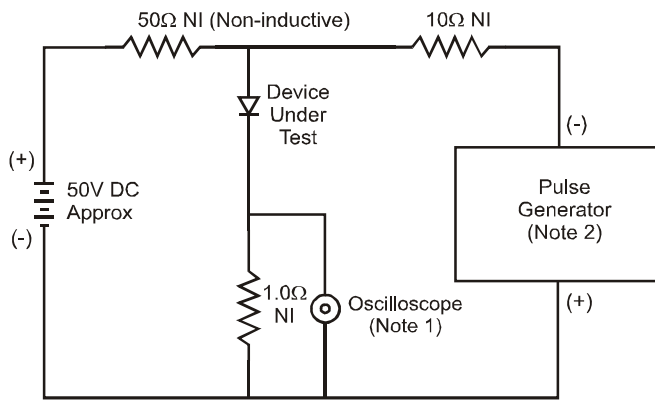 50Ω NI (Non-inductive)
10Ω NI
Device
Under
Test
(-)
(+)
50V DC
Approx
(-)
Pulse
Generator
(Note 2)
1.0Ω
NI
Oscilloscope
(Note 1)
(+)